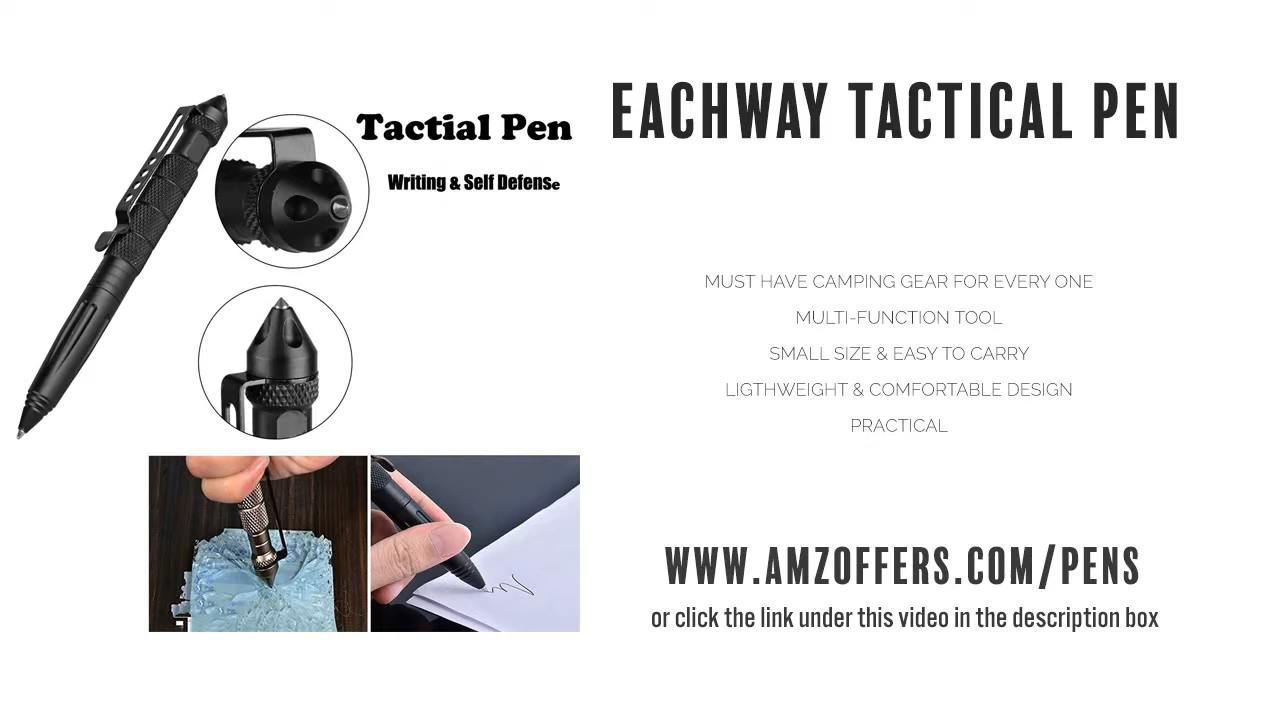 Tactial Pen
Writing & Self Defense
EACHWAY TACTICAL PEN
MUST HAVE CAMPING GEAR FOR EVERY ONE
MULTI-FUNCTION TOOL
SMALL SIZE & EASY TO CARRY
LIGTHWEIGHT & COMFORTABLE DESIGN
PRACTICAL
WWW.AMZOFFERS.COM/PENS
or click the link under this video in the description box